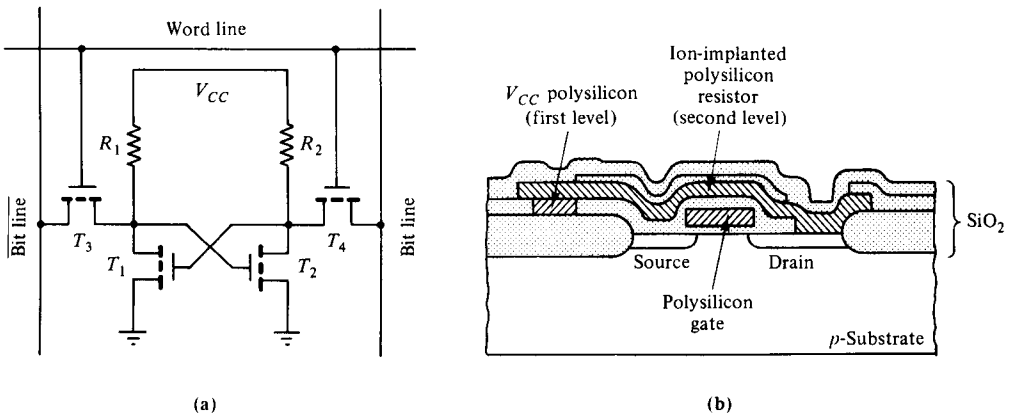 Word line
V_CC
R_1
R_2
T_3
T_4
T_1
T_2
Bit line
Bit line
(a)
Ion-implanted
polysilicon
resistor
(second level)
V_CC polysilicon
(first level)
SiO_2
Source
Drain
Polysilicon
gate
p-Substrate
(b)